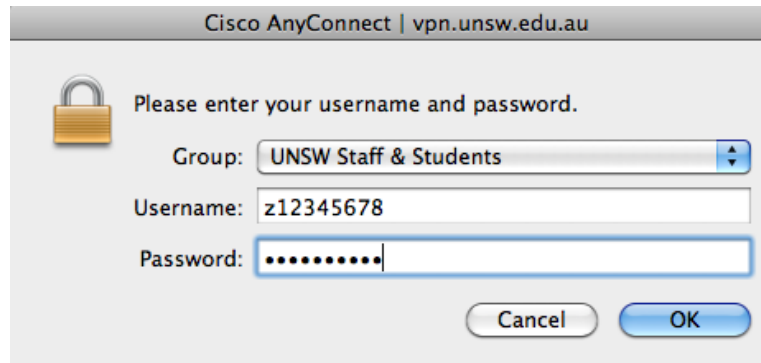 Cisco AnyConnect | vpn.unsw.edu.au
Please enter your username and password.
Group: UNSW Staff & Students
Username: z12345678
Password: ••••••••••
Cancel OK